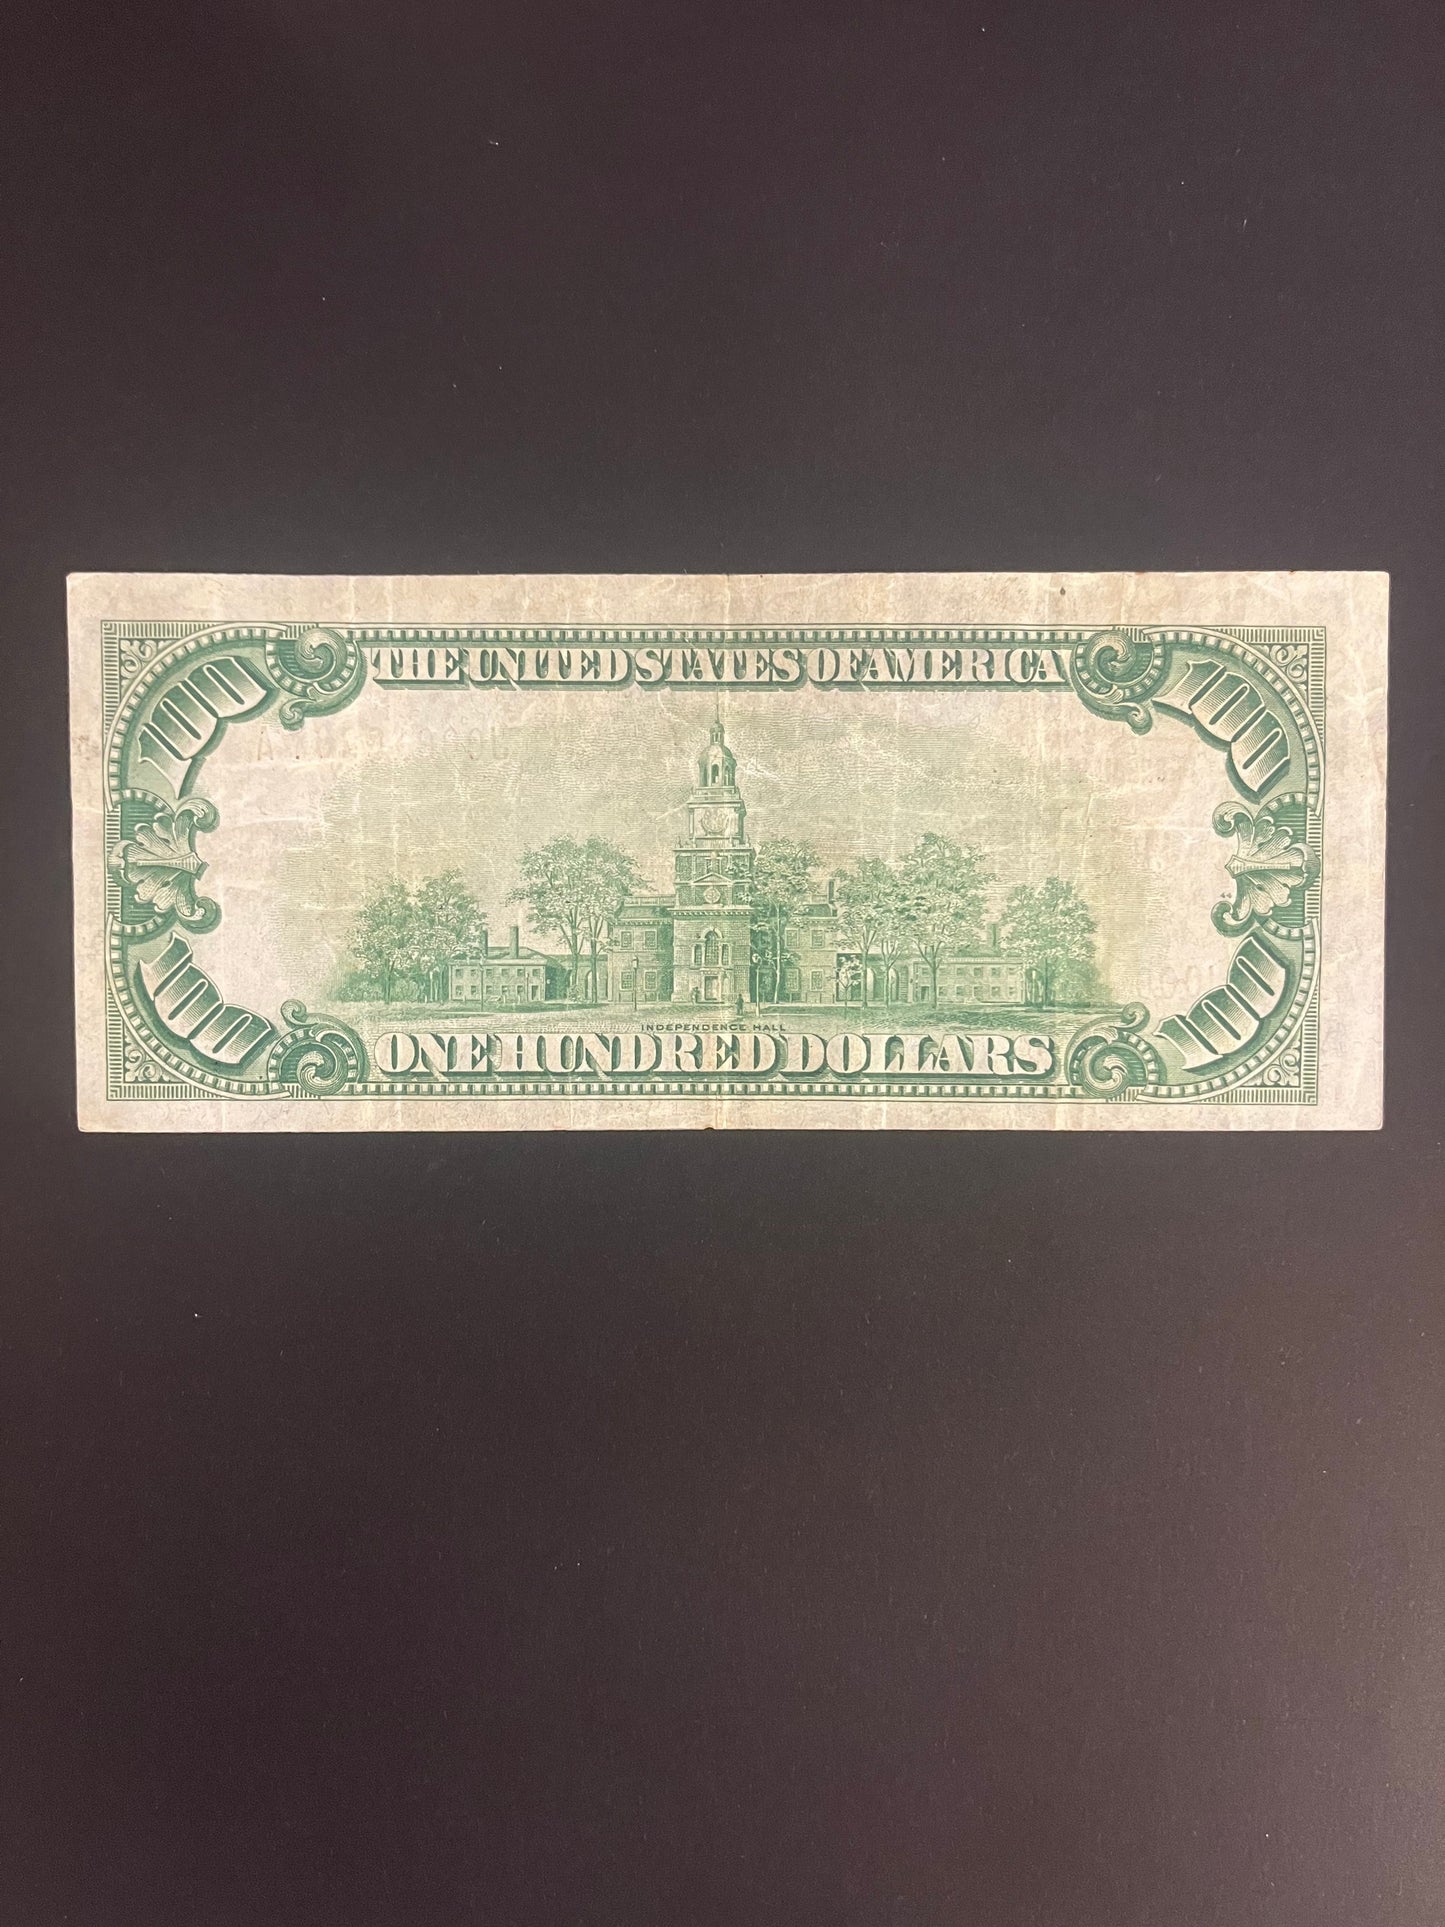 100 THE UNITED STATES OF AMERICA 100
INDEPENDENCE HALL
100 ONE HUNDRED DOLLARS 100